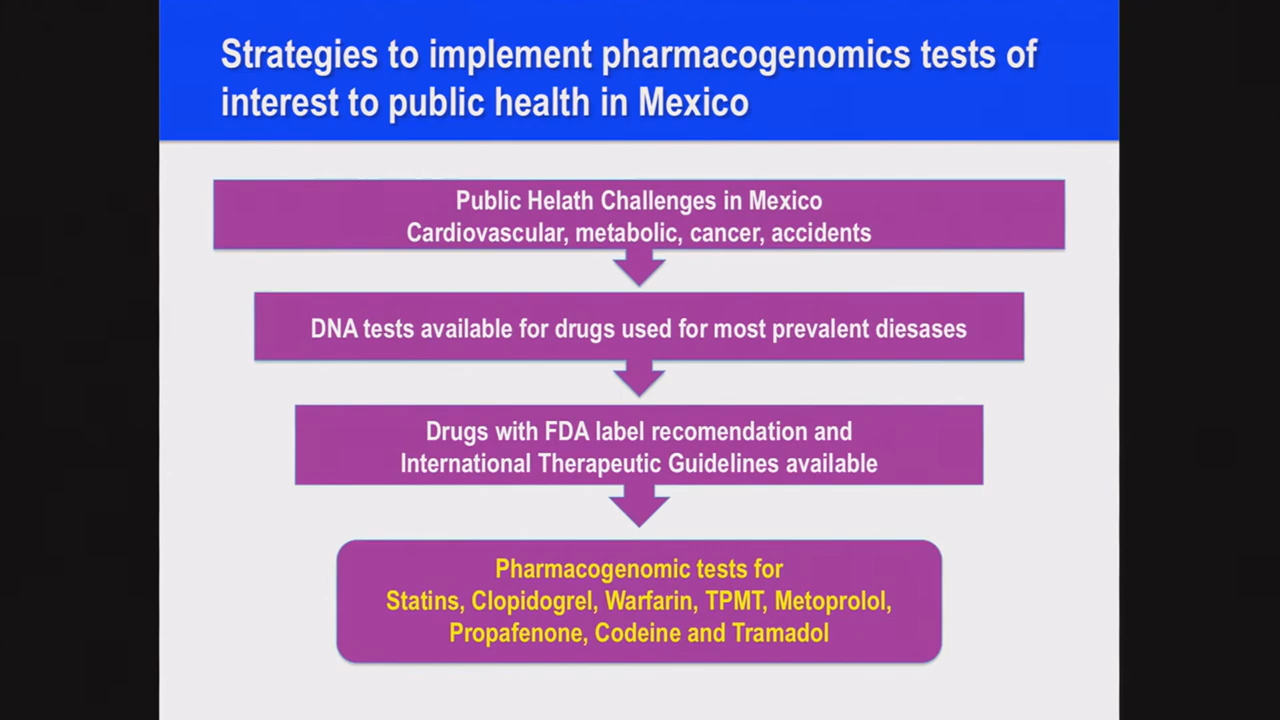 Strategies to implement pharmacogenomics tests of
interest to public health in Mexico
Public Helath Challenges in Mexico
Cardiovascular, metabolic, cancer, accidents
DNA tests available for drugs used for most prevalent diesases
Drugs with FDA label recomendation and
International Therapeutic Guidelines available
Pharmacogenomic tests for
Statins, Clopidogrel, Warfarin, TPMT, Metoprolol,
Propafenone, Codeine and Tramadol